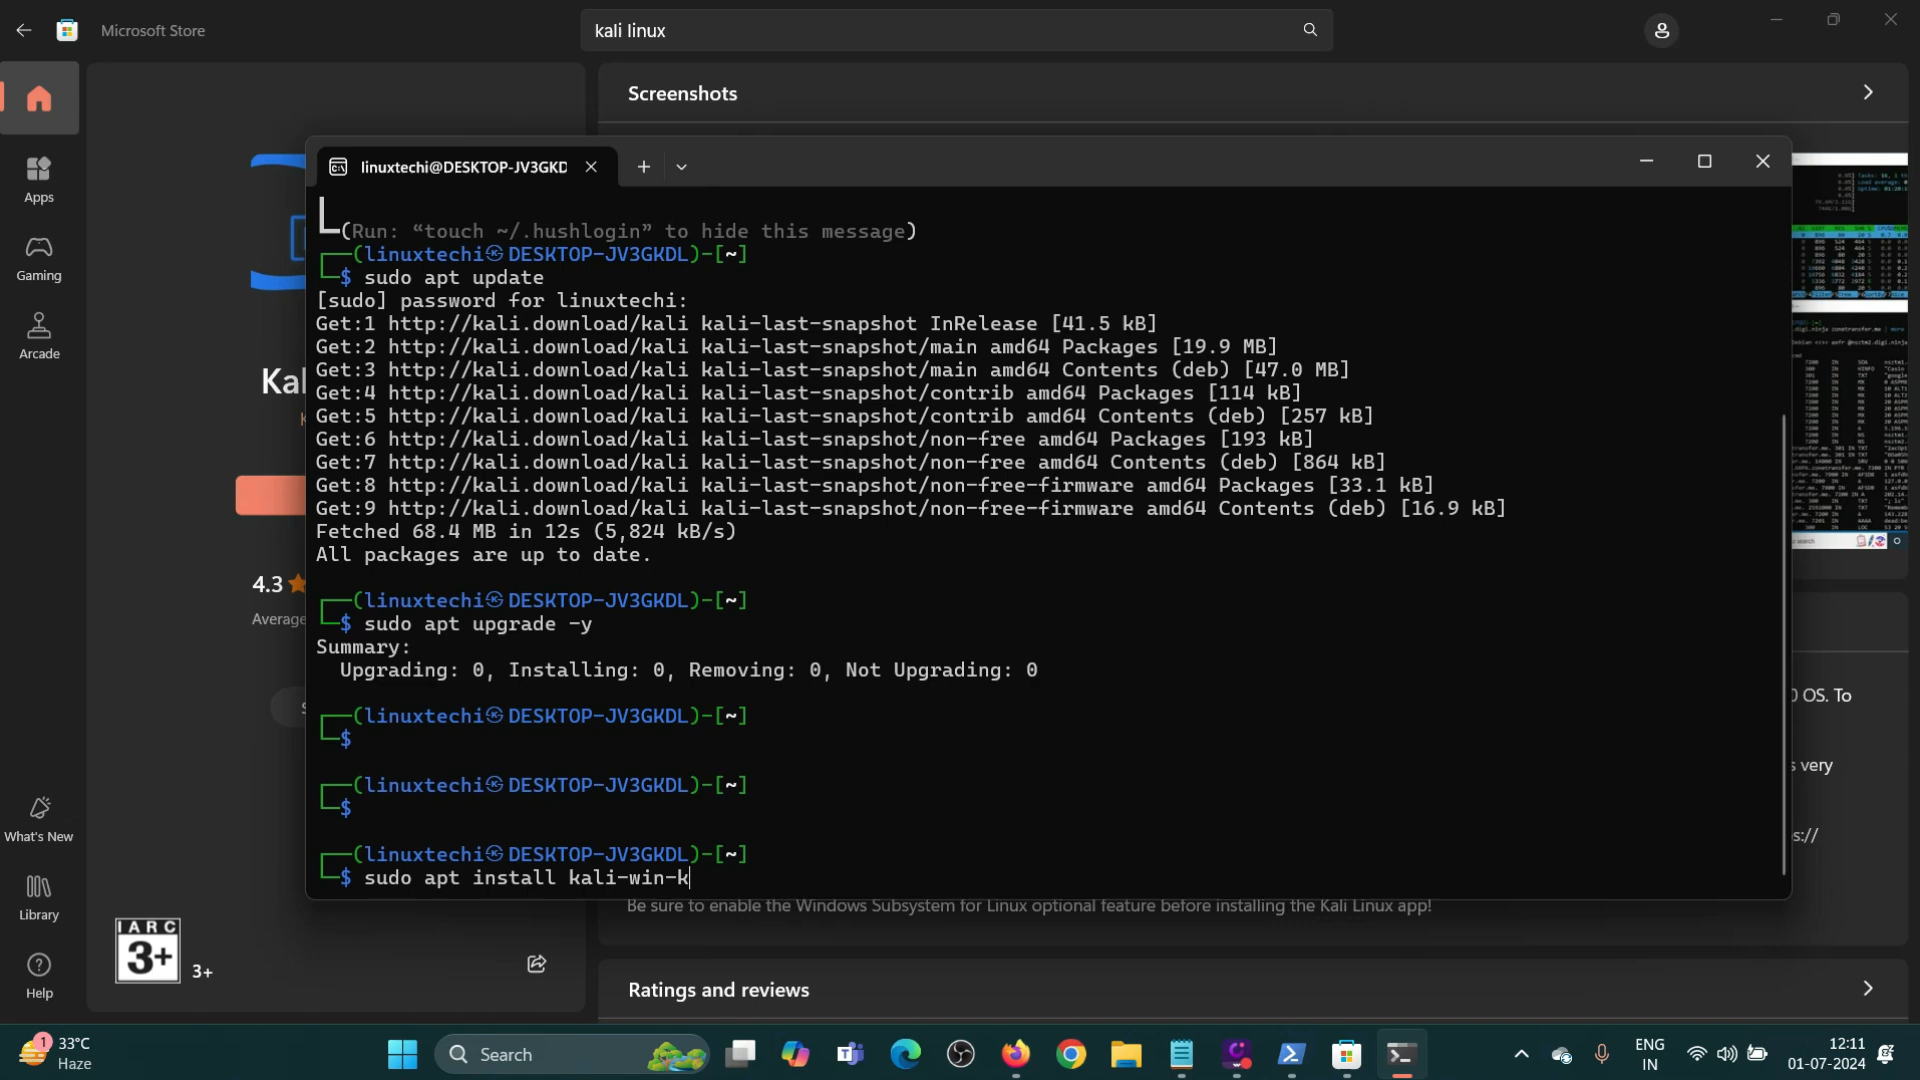 Microsoft Store
kali linux
Screenshots
Apps
Gaming
Arcade
What's New
Library
Help
Kal
4.3
Average
IARC
3+
3+
linuxtechi@DESKTOP-JV3GKD
(Run: “touch ~/.hushlogin” to hide this message)
(linuxtechi㉿DESKTOP-JV3GKDL)-[~]
$ sudo apt update
[sudo] password for linuxtechi:
Get:1 http://kali.download/kali kali-last-snapshot InRelease [41.5 kB]
Get:2 http://kali.download/kali kali-last-snapshot/main amd64 Packages [19.9 MB]
Get:3 http://kali.download/kali kali-last-snapshot/main amd64 Contents (deb) [47.0 MB]
Get:4 http://kali.download/kali kali-last-snapshot/contrib amd64 Packages [114 kB]
Get:5 http://kali.download/kali kali-last-snapshot/contrib amd64 Contents (deb) [257 kB]
Get:6 http://kali.download/kali kali-last-snapshot/non-free amd64 Packages [193 kB]
Get:7 http://kali.download/kali kali-last-snapshot/non-free amd64 Contents (deb) [864 kB]
Get:8 http://kali.download/kali kali-last-snapshot/non-free-firmware amd64 Packages [33.1 kB]
Get:9 http://kali.download/kali kali-last-snapshot/non-free-firmware amd64 Contents (deb) [16.9 kB]
Fetched 68.4 MB in 12s (5,824 kB/s)
All packages are up to date.
(linuxtechi㉿DESKTOP-JV3GKDL)-[~]
$ sudo apt upgrade -y
Summary:
Upgrading: 0, Installing: 0, Removing: 0, Not Upgrading: 0
(linuxtechi㉿DESKTOP-JV3GKDL)-[~]
$
(linuxtechi㉿DESKTOP-JV3GKDL)-[~]
$
(linuxtechi㉿DESKTOP-JV3GKDL)-[~]
$ sudo apt install kali-win-k
0 OS. To
s very
s://
Be sure to enable the Windows Subsystem for Linux optional feature before installing the Kali Linux app!
Ratings and reviews
1
33°C
Haze
Search
ENG
IN
12:11
01-07-2024